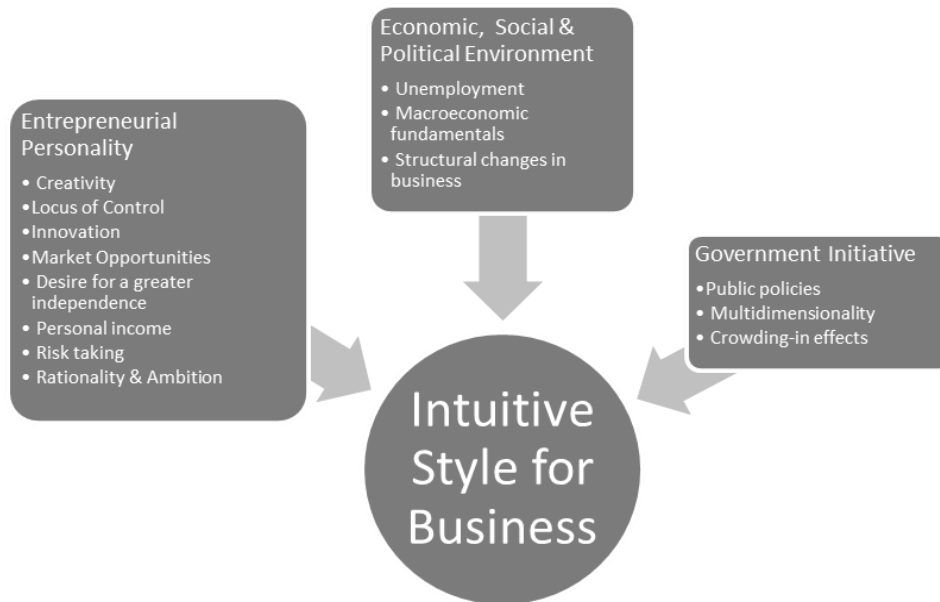 Economic, Social &
Political Environment
• Unemployment
• Macroeconomic
fundamentals
• Structural changes in
business
Entrepreneurial
Personality
• Creativity
•Locus of Control
•Innovation
•Market Opportunities
• Desire for a greater
independence
• Personal income
• Risk taking
• Rationality & Ambition
Government Initiative
•Public policies
• Multidimensionality
• Crowding-in effects
Intuitive
Style for
Business